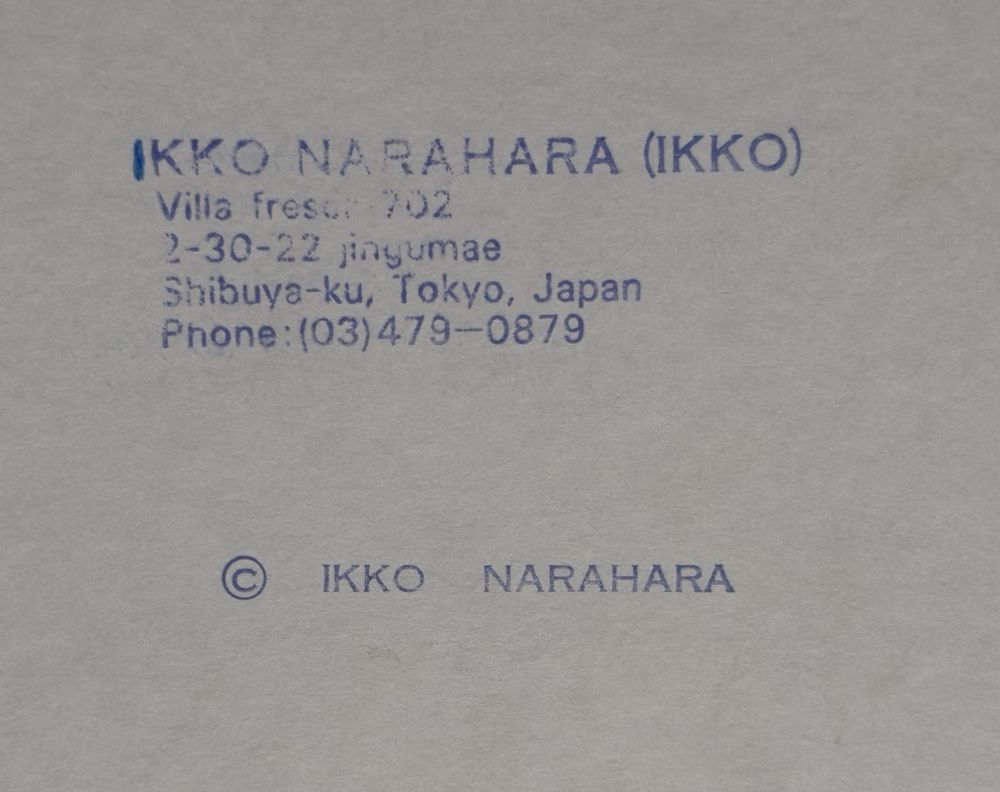 IKKO NARAHARA (IKKO)
Villa 702
2-30-22 jingumae
Shibuya-ku, Tokyo, Japan
Phone:(03)479-0879
© IKKO NARAHARA